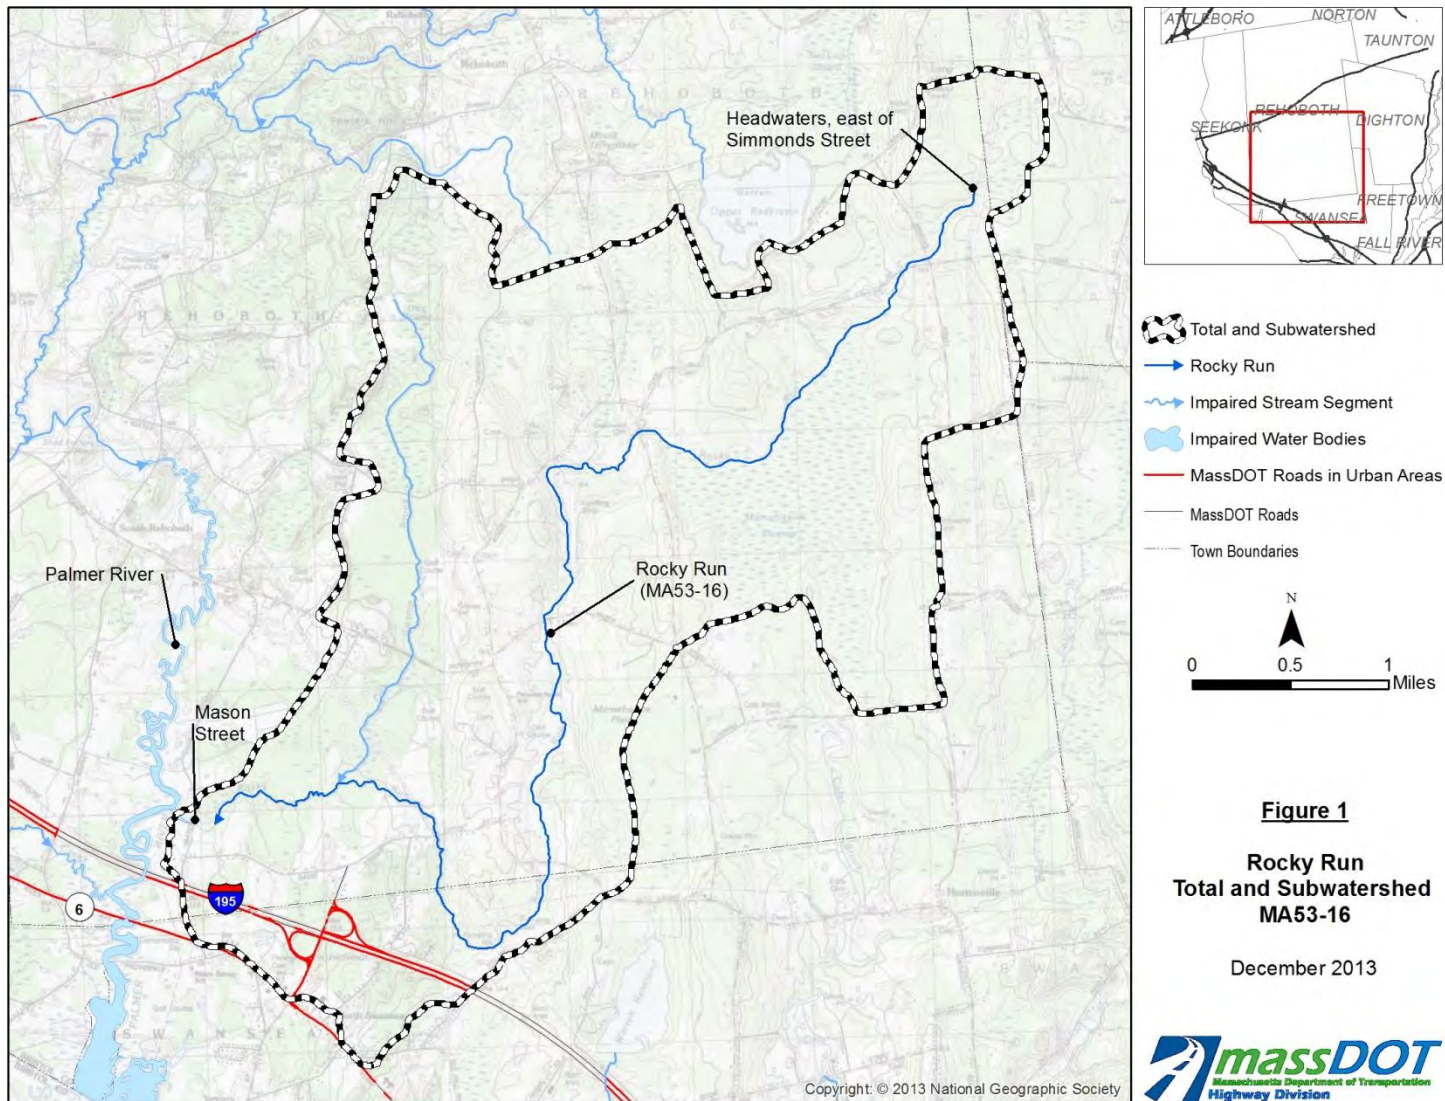 Headwaters, east of
Simmonds Street
REHOBOTH
REHOBOTH
Palmer River
Rocky Run
(MA53-16)
Mason
Street
195
6
SWANSEA
Copyright: © 2013 National Geographic Society
ATTLEBORO
NORTON
TAUNTON
REHOBOTH
DIGHTON
SEEKONK
FREETOWN
SWANSEA
FALL RIVER
Total and Subwatershed
Rocky Run
Impaired Stream Segment
Impaired Water Bodies
MassDOT Roads in Urban Areas
MassDOT Roads
Town Boundaries
N
0 0.5 1
Miles
Figure 1
Rocky Run
Total and Subwatershed
MA53-16
December 2013
massDOT
Massachusetts Department of Transportation
Highway Division